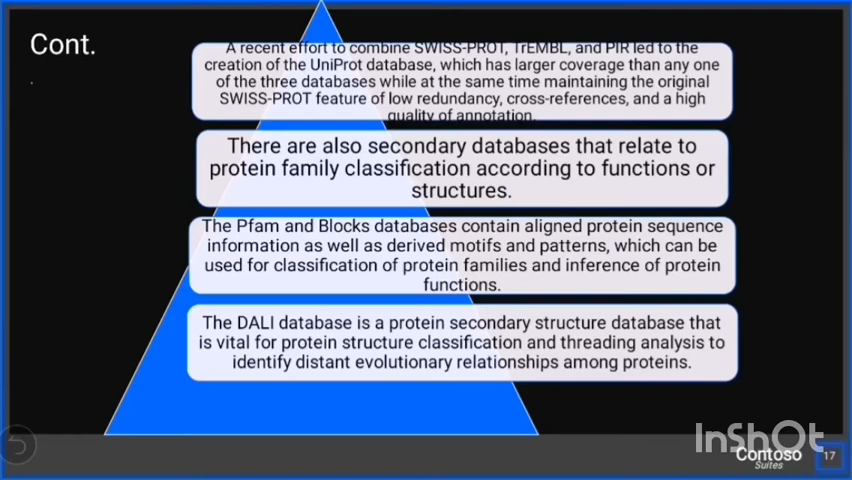 Cont.
.
A recent effort to combine SWISS-PROT, TrEMBL, and PIR led to the
creation of the UniProt database, which has larger coverage than any one
of the three databases while at the same time maintaining the original
SWISS-PROT feature of low redundancy, cross-references, and a high
quality of annotation.
There are also secondary databases that relate to
protein family classification according to functions or
structures.
The Pfam and Blocks databases contain aligned protein sequence
information as well as derived motifs and patterns, which can be
used for classification of protein families and inference of protein
functions.
The DALI database is a protein secondary structure database that
is vital for protein structure classification and threading analysis to
identify distant evolutionary relationships among proteins.
InShOt
Contoso
Suites
17